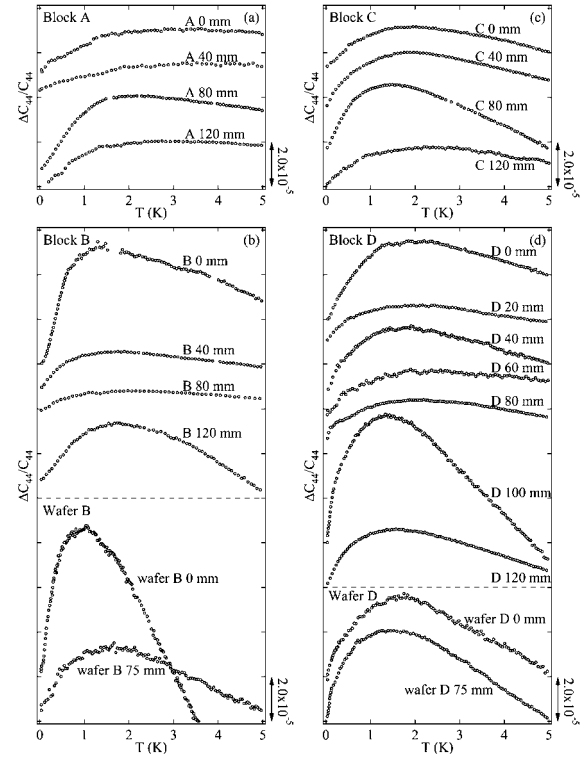 Block A
(a)
A 0 mm
A 40 mm
A 80 mm
A 120 mm
ΔC44/C44
2.0x10-5
0 1 2 3 4 5
T (K)
Block C
(c)
C 0 mm
C 40 mm
C 80 mm
C 120 mm
ΔC44/C44
2.0x10-5
0 1 2 3 4 5
T (K)
Block B
(b)
B 0 mm
B 40 mm
B 80 mm
B 120 mm
ΔC44/C44
Wafer B
wafer B 0 mm
wafer B 75 mm
2.0x10-5
0 1 2 3 4 5
T (K)
Block D
(d)
D 0 mm
D 20 mm
D 40 mm
D 60 mm
D 80 mm
D 100 mm
D 120 mm
ΔC44/C44
Wafer D
wafer D 0 mm
wafer D 75 mm
2.0x10-5
0 1 2 3 4 5
T (K)